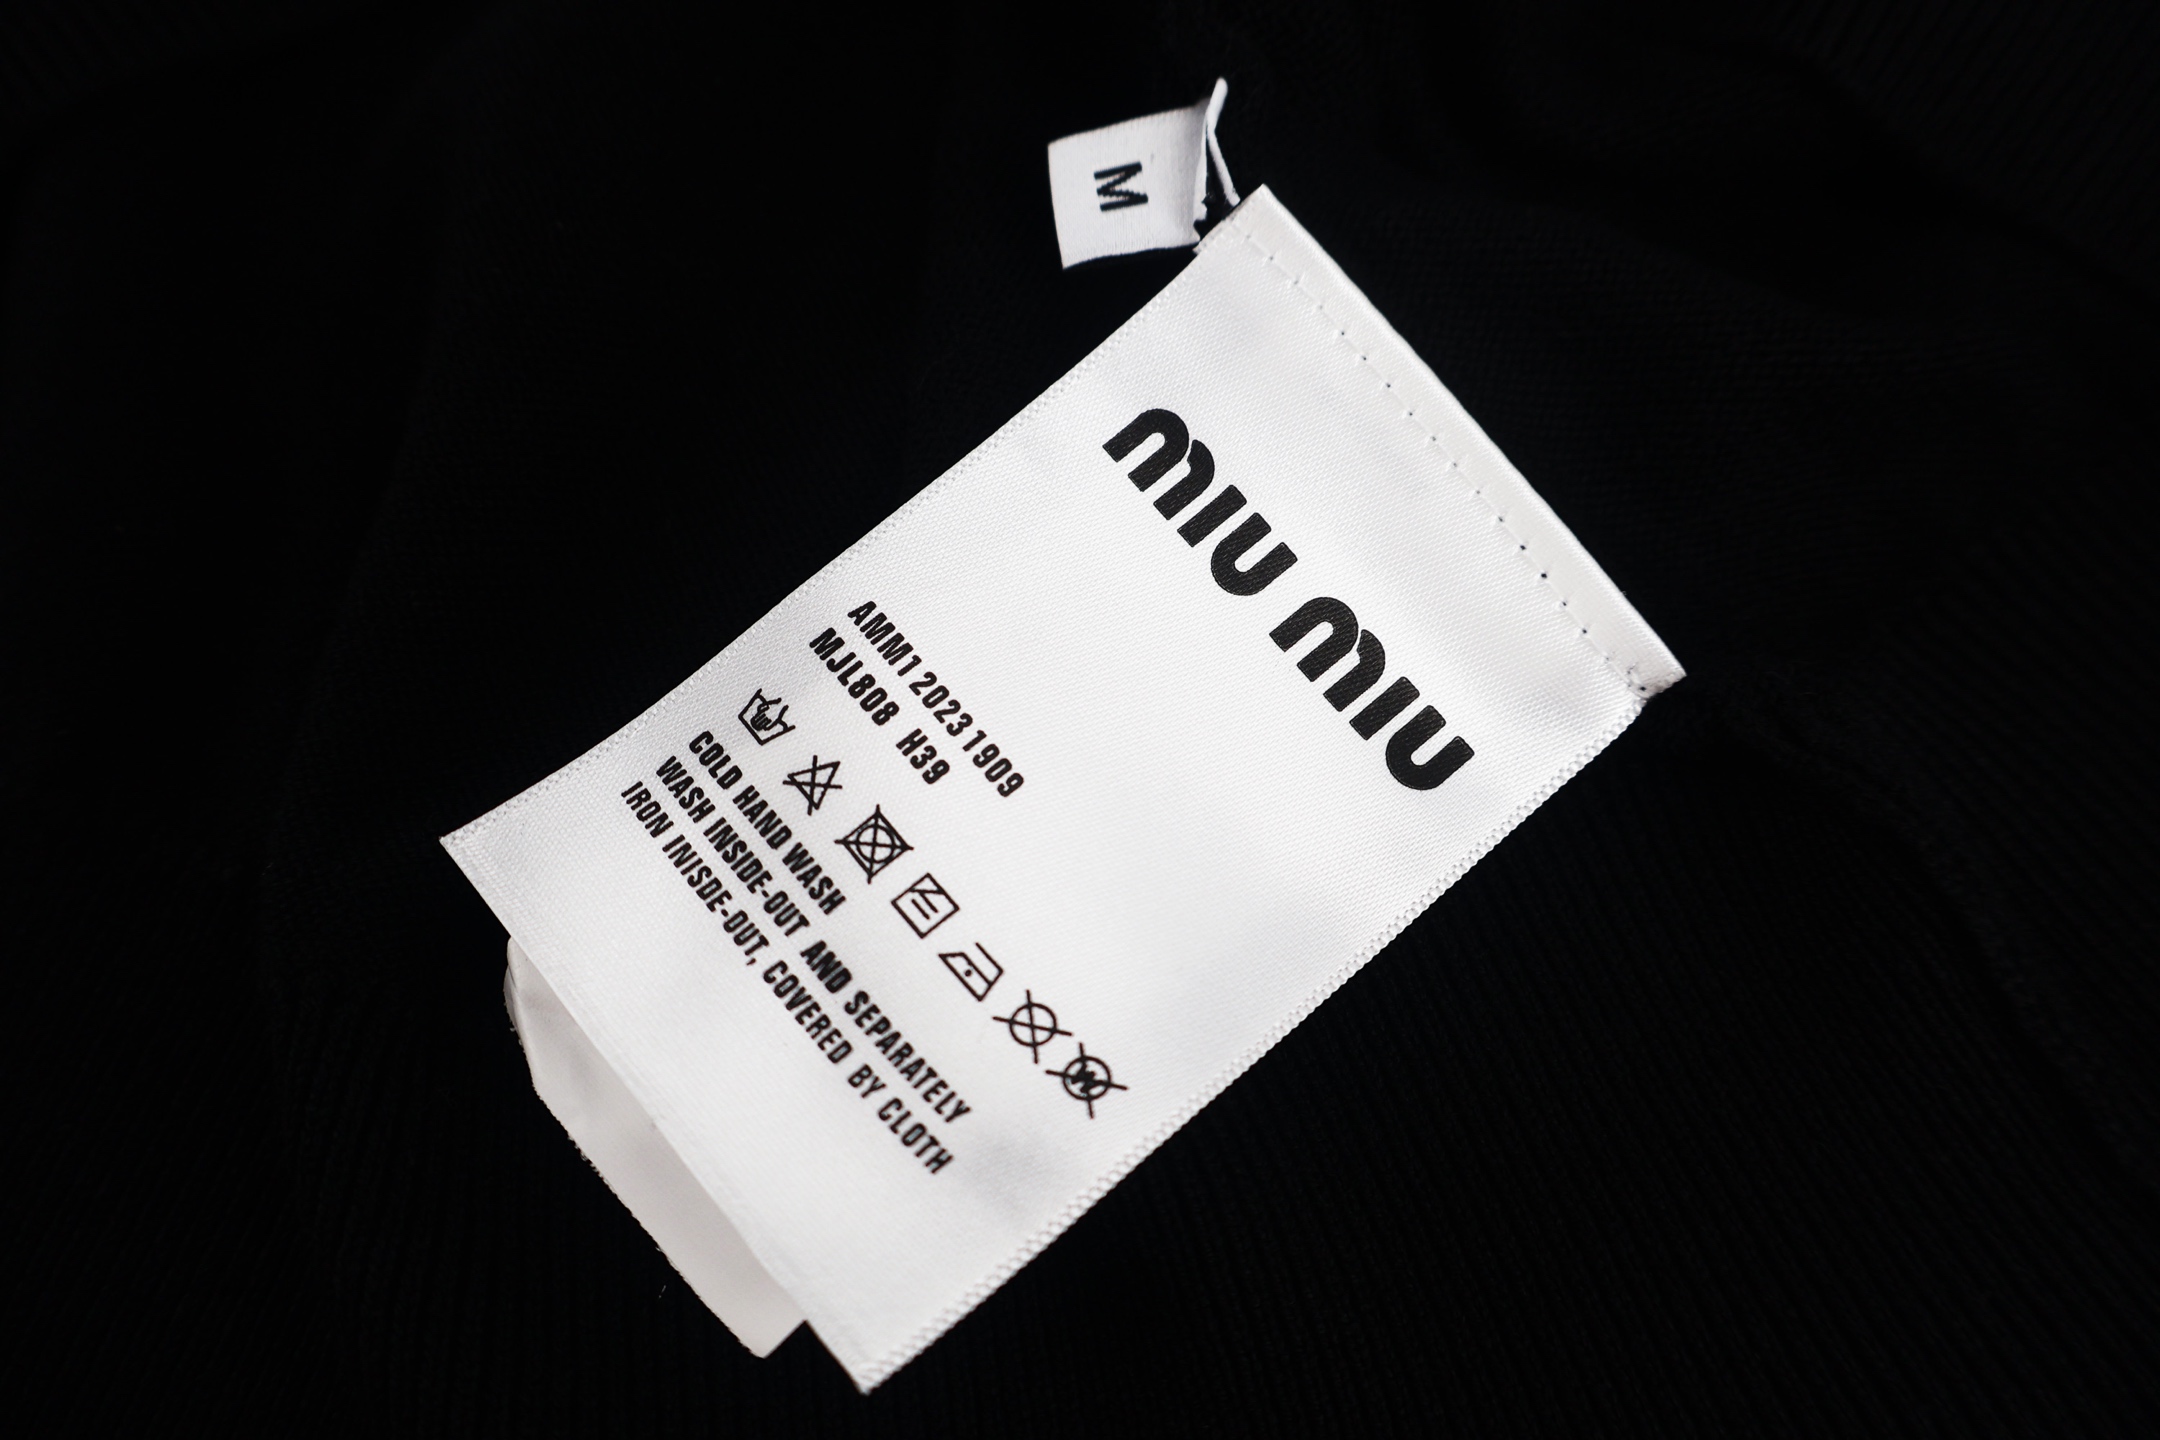 M
MIU MIU
AMM120231909
MJL808 H39
COLD HAND WASH
WASH INSIDE-OUT AND SEPARATELY
IRON INISDE-OUT, COVERED BY CLOTH